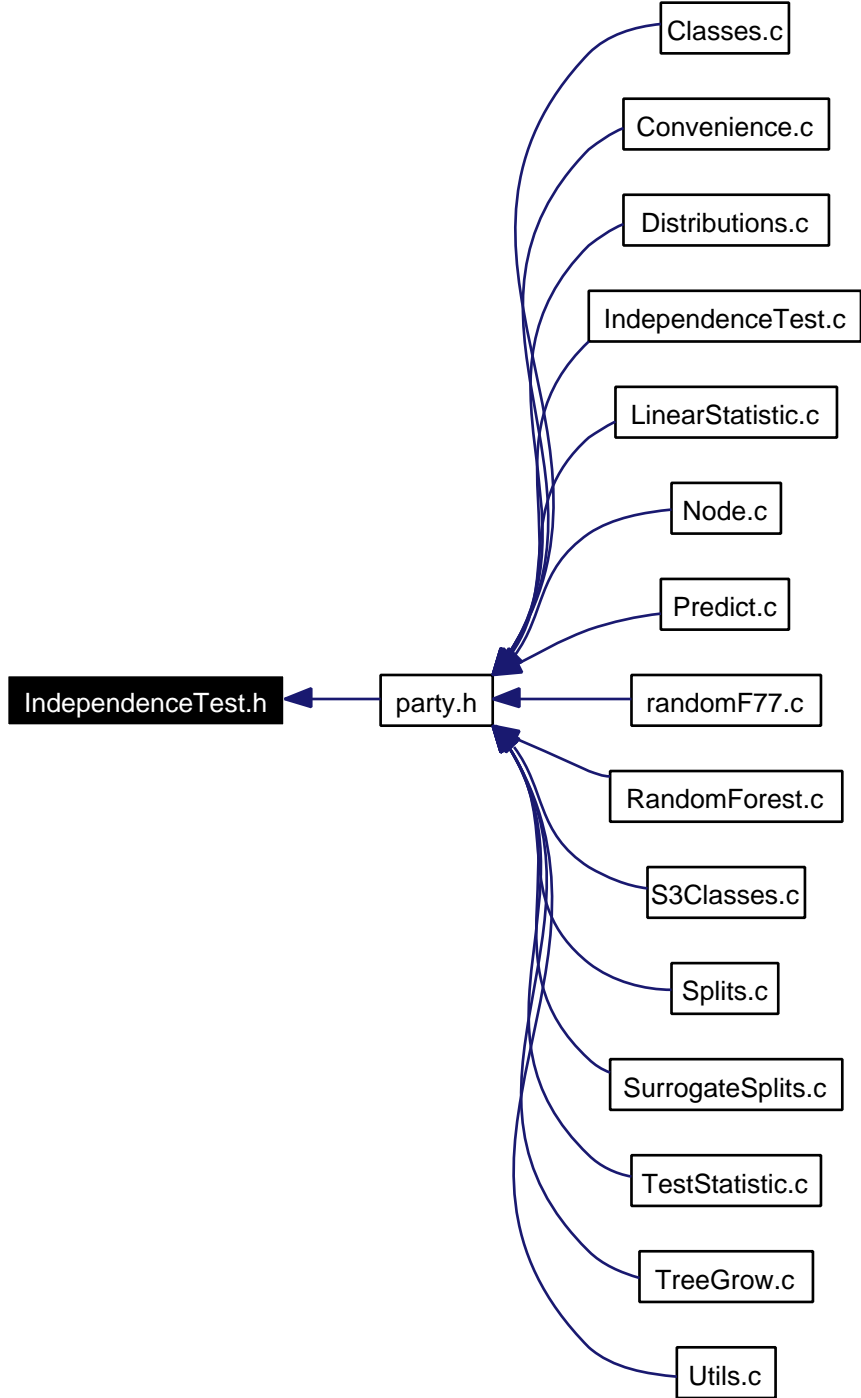 Classes.c
Convenience.c
Distributions.c
IndependenceTest.c
LinearStatistic.c
Node.c
Predict.c
IndependenceTest.h
party.h
randomF77.c
RandomForest.c
S3Classes.c
Splits.c
SurrogateSplits.c
TestStatistic.c
TreeGrow.c
Utils.c